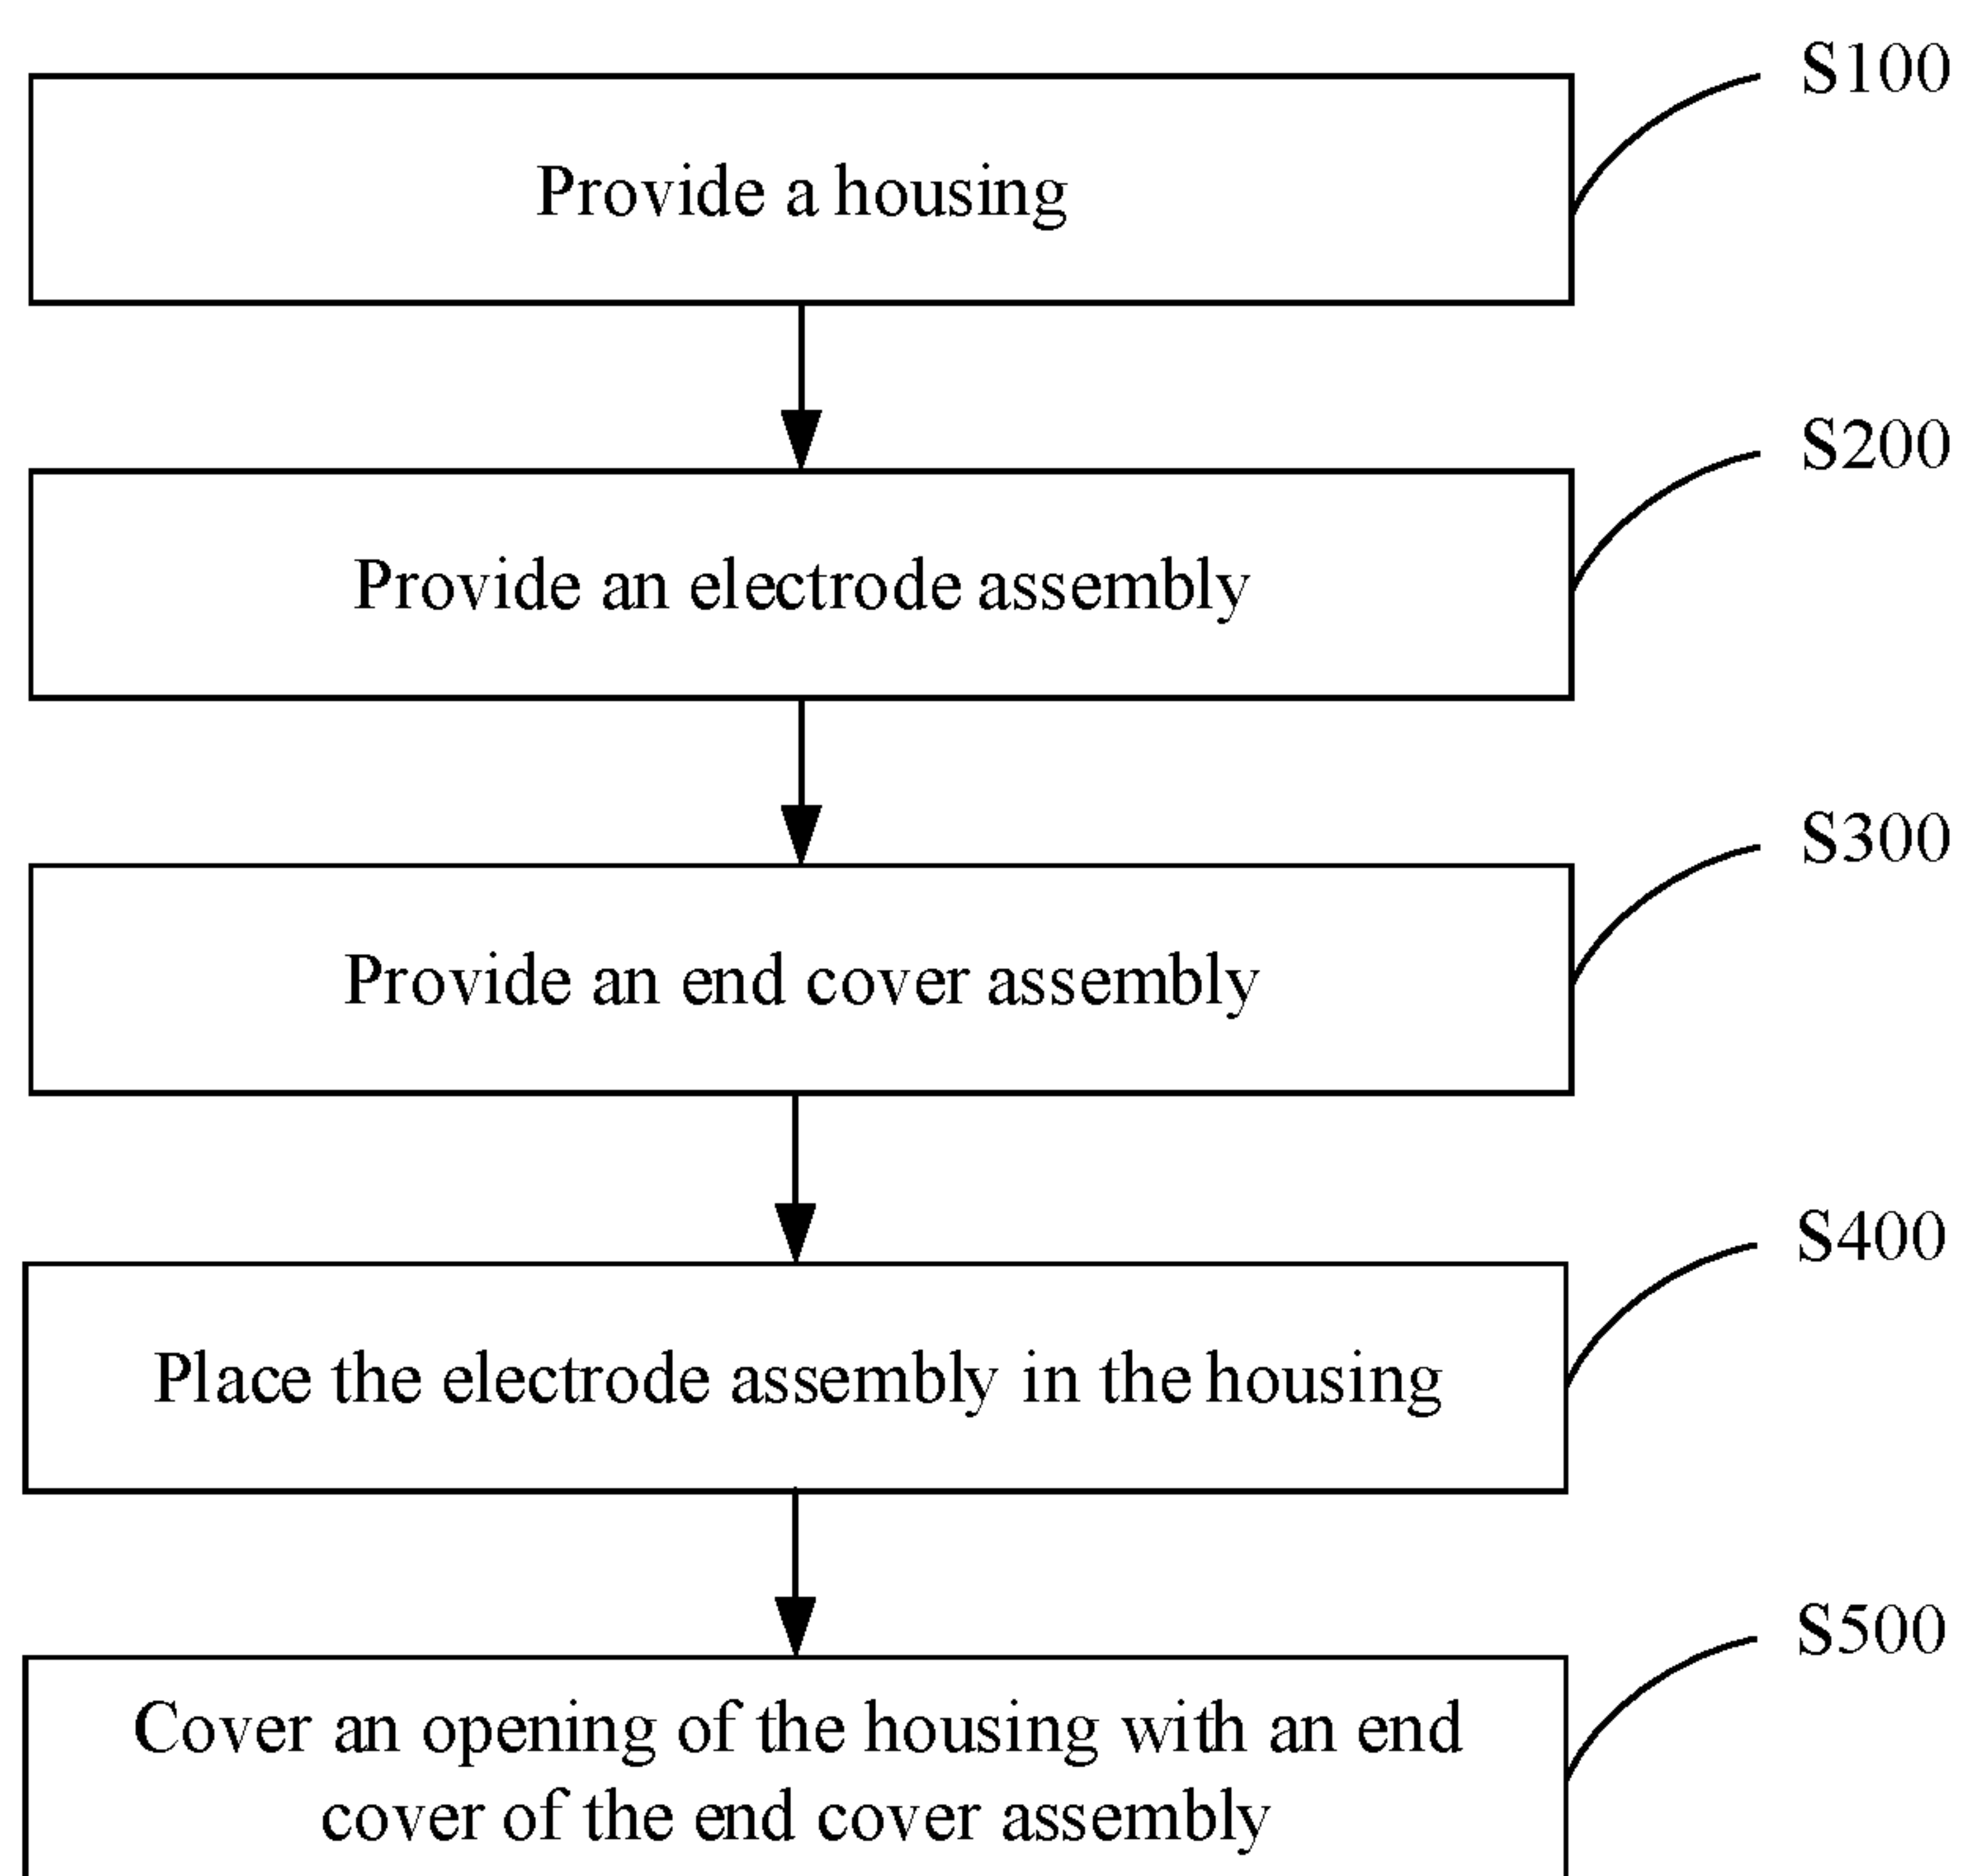 S100
Provide a housing
S200
Provide an electrode assembly
S300
Provide an end cover assembly
S400
Place the electrode assembly in the housing
S500
Cover an opening of the housing with an end
cover of the end cover assembly